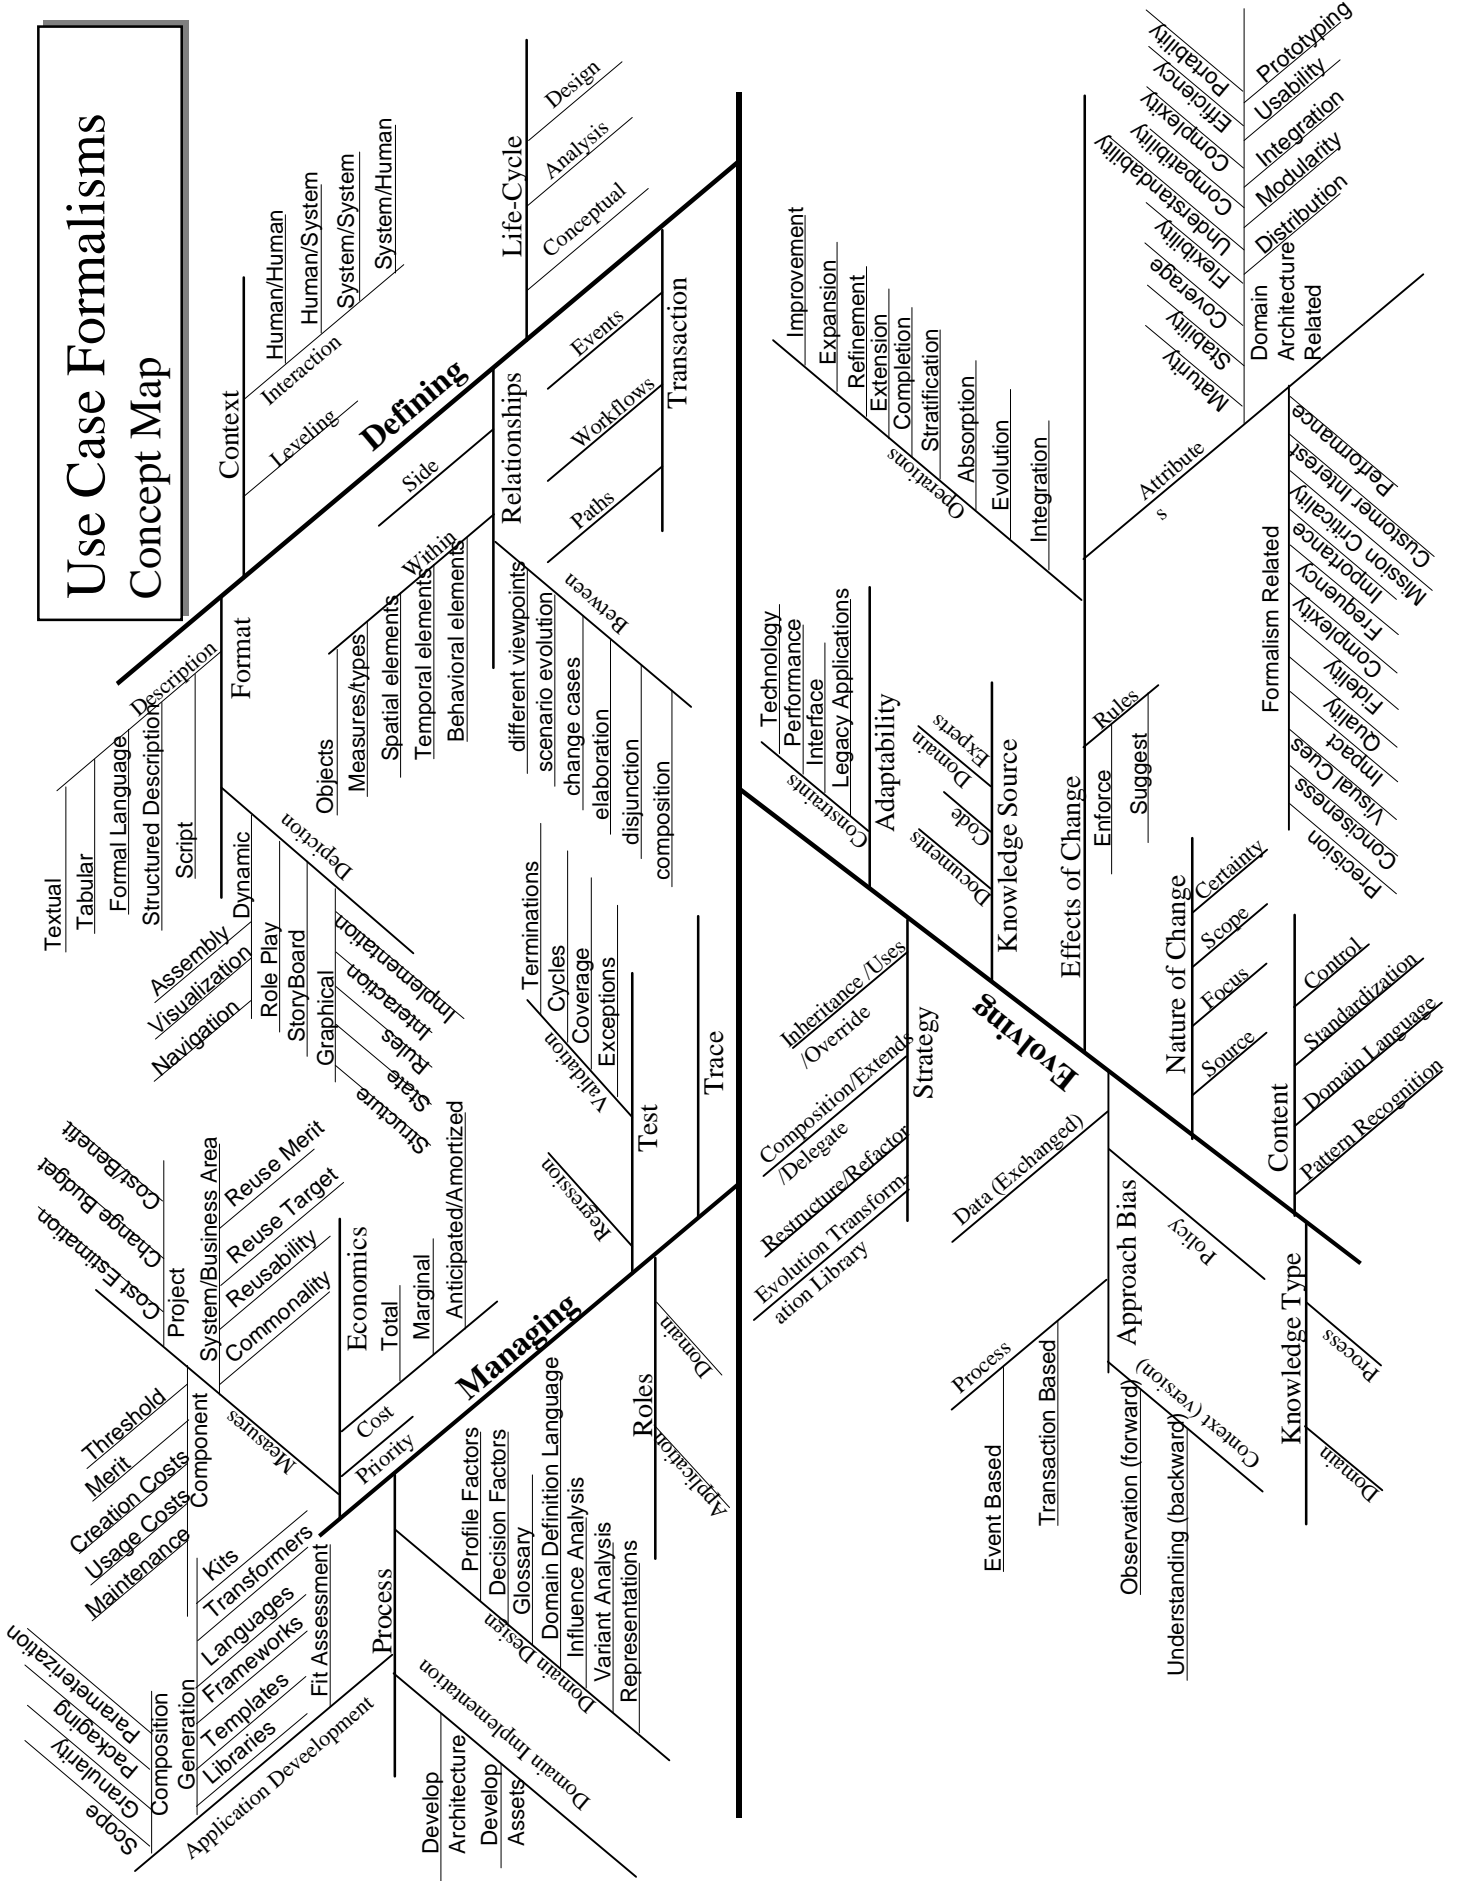 Use Case Formalisms
Concept Map
Defining
Context
Leveling
Interaction
Human/Human
Human/System
System/System
System/Human
Life-Cycle
Conceptual
Analysis
Design
Format
Description
Textual
Tabular
Formal Language
Structured Description
Script
Depiction
Dynamic
Assembly
Visualization
Navigation
Role Play
StoryBoard
Graphical
Implementation
Interaction
Rules
State
Structure
Relationships
Side
Within
Objects
Measures/types
Spatial elements
Temporal elements
Behavioral elements
Between
different viewpoints
scenario evolution
change cases
elaboration
disjunction
composition
Transaction
Events
Workflows
Paths
Managing
Economics
Measures
Project
Cost Estimation
Change Budget
Cost/Benefit
System/Business Area
Reuse Merit
Reuse Target
Reusability
Commonality
Component
Threshold
Merit
Creation Costs
Usage Costs
Maintenance
Cost
Total
Marginal
Anticipated/Amortized
Priority
Test
Validation
Terminations
Cycles
Coverage
Exceptions
Regression
Trace
Process
Application Deveelopment
Composition
Scope
Granularity
Packaging
Parameterization
Generation
Kits
Transformers
Languages
Frameworks
Templates
Libraries
Fit Assessment
Domain Design
Profile Factors
Decision Factors
Glossary
Domain Definition Language
Influence Analysis
Variant Analysis
Representations
Domain Implementation
Develop
Architecture
Develop
Assets
Roles
Application
Domain
Evolving
Adaptability
Constraints
Technology
Performance
Interface
Legacy Applications
Knowledge Source
Documents
Code
Domain
Experts
Effects of Change
Operations
Improvement
Expansion
Refinement
Extension
Completion
Stratification
Absorption
Evolution
Integration
Attribute
s
Domain
Architecture
Related
Maturity
Stability
Coverage
Flexibility
Understandability
Compatibility
Complexity
Efficiency
Portability
Distribution
Modularity
Integration
Usability
Prototyping
Formalism Related
Precision
Conciseness
Visual Cues
Impact
Quality
Fidelity
Complexity
Frequency
Importance
Mission Criticality
Customer Interest
Performance
Rules
Enforce
Suggest
Nature of Change
Source
Focus
Scope
Certainty
Content
Pattern Recognition
Domain Language
Standardization
Control
Strategy
Inheritance /Uses
/Override
Composition/Extends
/Delegate
Restructure/Refactor
Evolution Transform-
ation Library
Approach Bias
Data (Exchanged)
Process
Event Based
Transaction Based
Policy
Context (version)
Observation (forward)
Understanding (backward)
Knowledge Type
Domain
Process